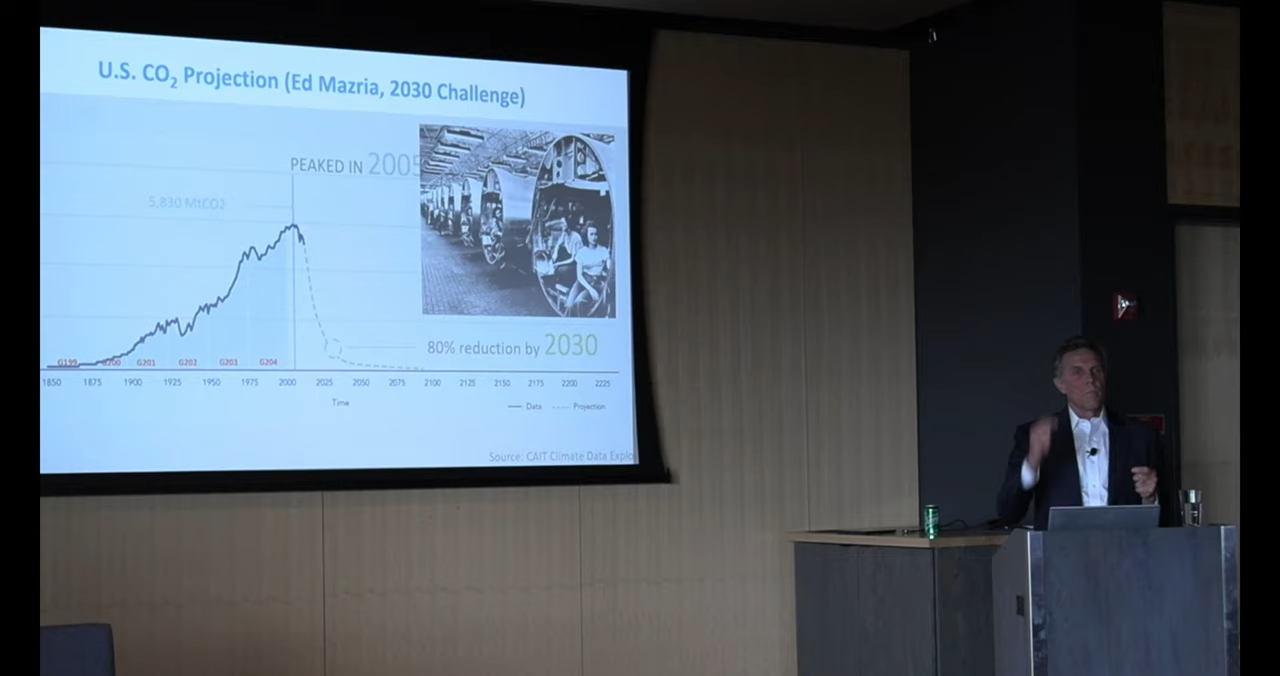 U.S. CO₂ Projection (Ed Mazria, 2030 Challenge)
PEAKED IN 2005
5,830 MtCO2
80% reduction by 2030
G199 G200 G201 G202 G203 G204
1850 1875 1900 1925 1950 1975 2000 2025 2050 2075 2100 2125 2150 2175 2200 2225
Time
Data Projection
Source: CAIT Climate Data Explo